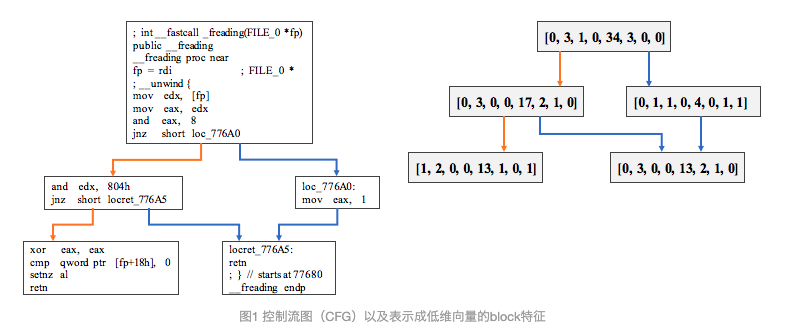 ; int __fastcall _freading(FILE_0 *fp)
public __freading
__freading proc near
fp = rdi ; FILE_0 *
; __unwind {
mov edx, [fp]
mov eax, edx
and eax, 8
jnz short loc_776A0
and edx, 804h
jnz short locret_776A5
loc_776A0:
mov eax, 1
xor eax, eax
cmp qword ptr [fp+18h], 0
setnz al
retn
locret_776A5:
retn
; } // starts at 77680
__freading endp
[0, 3, 1, 0, 34, 3, 0, 0]
[0, 3, 0, 0, 17, 2, 1, 0]
[0, 1, 1, 0, 4, 0, 1, 1]
[1, 2, 0, 0, 13, 1, 0, 1]
[0, 3, 0, 0, 13, 2, 1, 0]
图1 控制流图（CFG）以及表示成低维向量的block特征